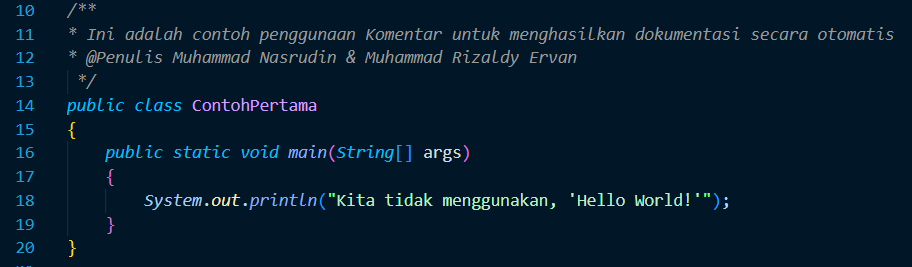 10 /**
11 * Ini adalah contoh penggunaan Komentar untuk menghasilkan dokumentasi secara otomatis
12 * @Penulis Muhammad Nasrudin & Muhammad Rizaldy Ervan
13  */
14 public class ContohPertama
15 {
16     public static void main(String[] args)
17     {
18         System.out.println("Kita tidak menggunakan, 'Hello World!'");
19     }
20 }